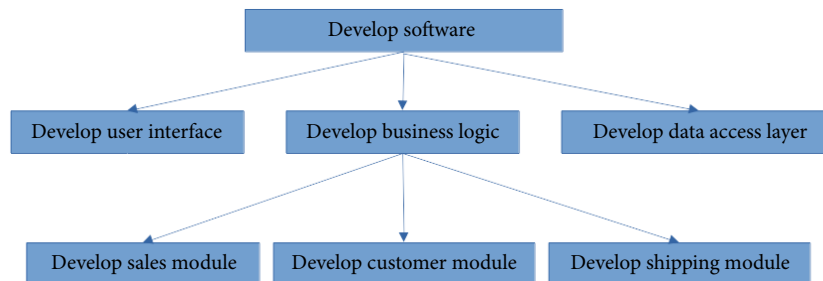 Develop software
Develop user interface
Develop business logic
Develop data access layer
Develop sales module
Develop customer module
Develop shipping module